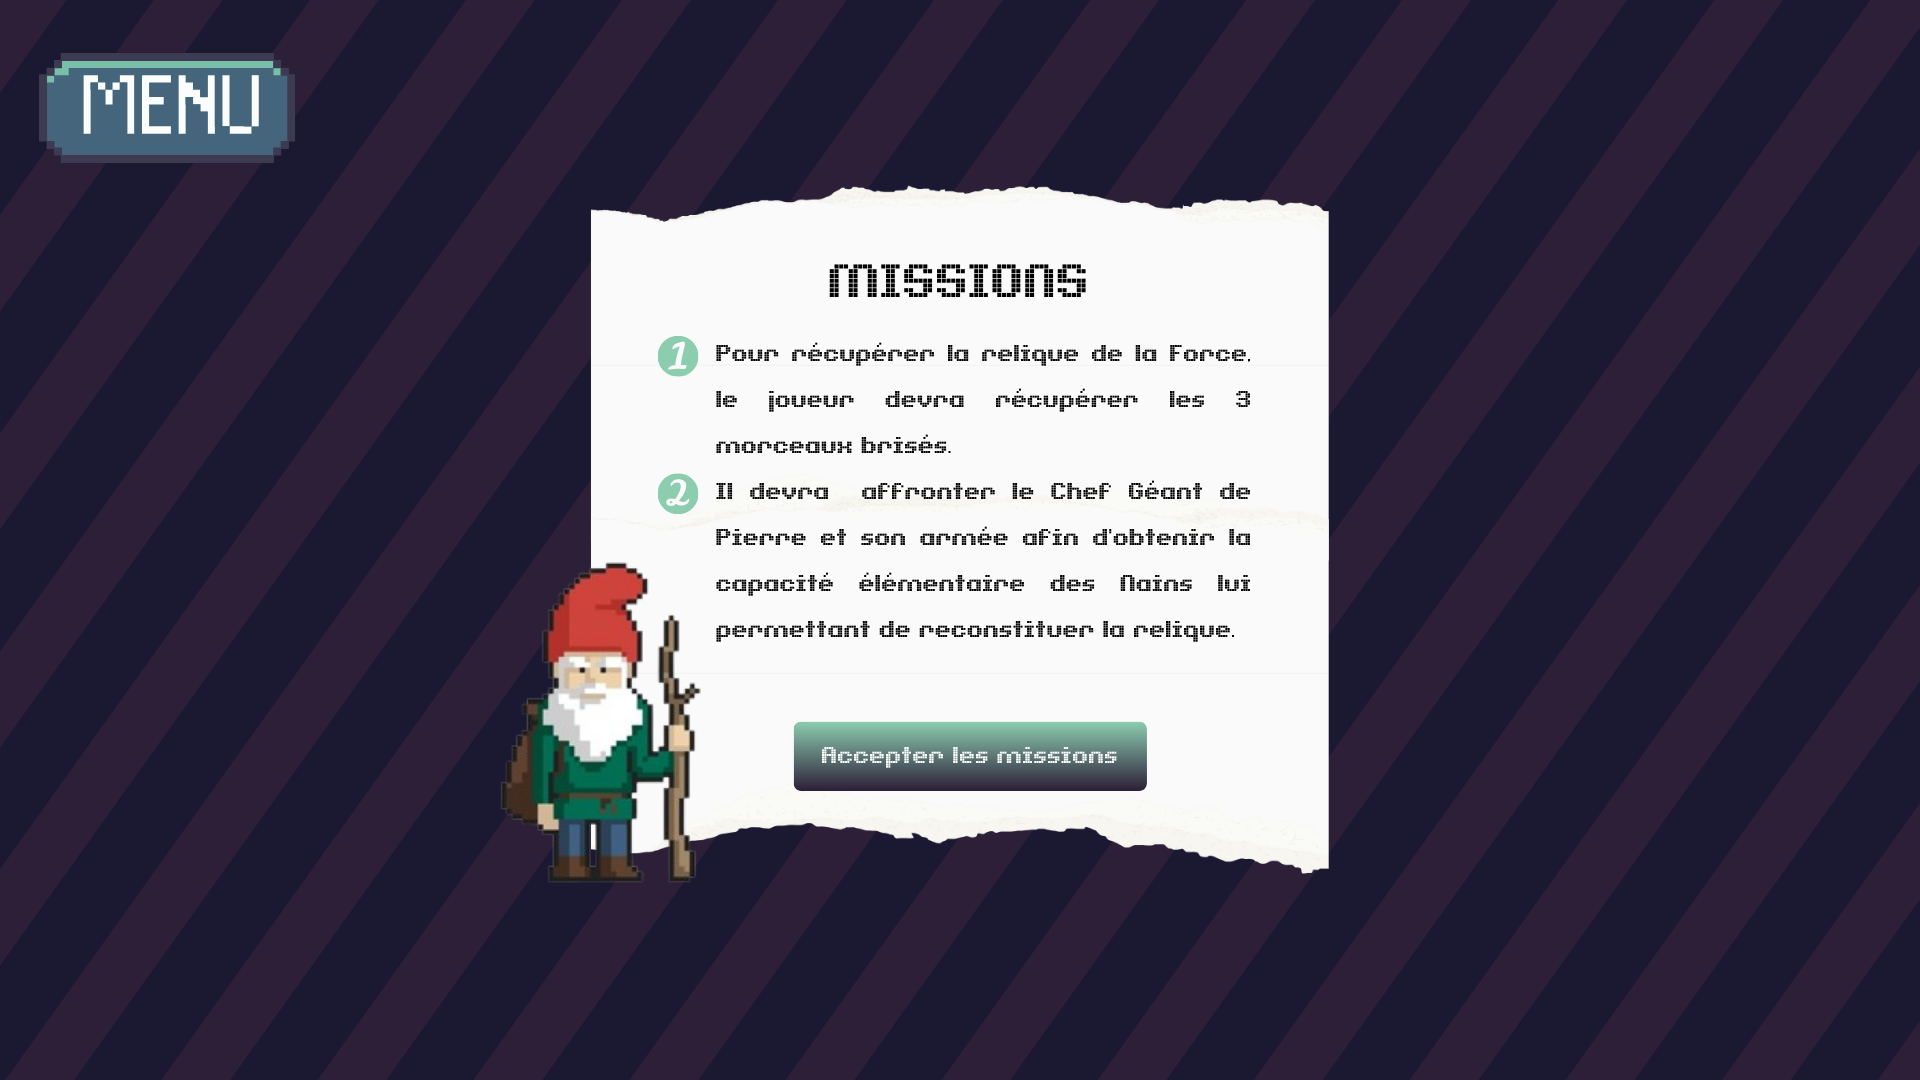 MENU
MISSIONS
1 Pour récupérer la relique de la Force,
le joueur devra récupérer les 3
morceaux brisés.
2 Il devra affronter le Chef Géant de
Pierre et son armée afin d'obtenir la
capacité élémentaire des Nains lui
permettant de reconstituer la relique.
Accepter les missions